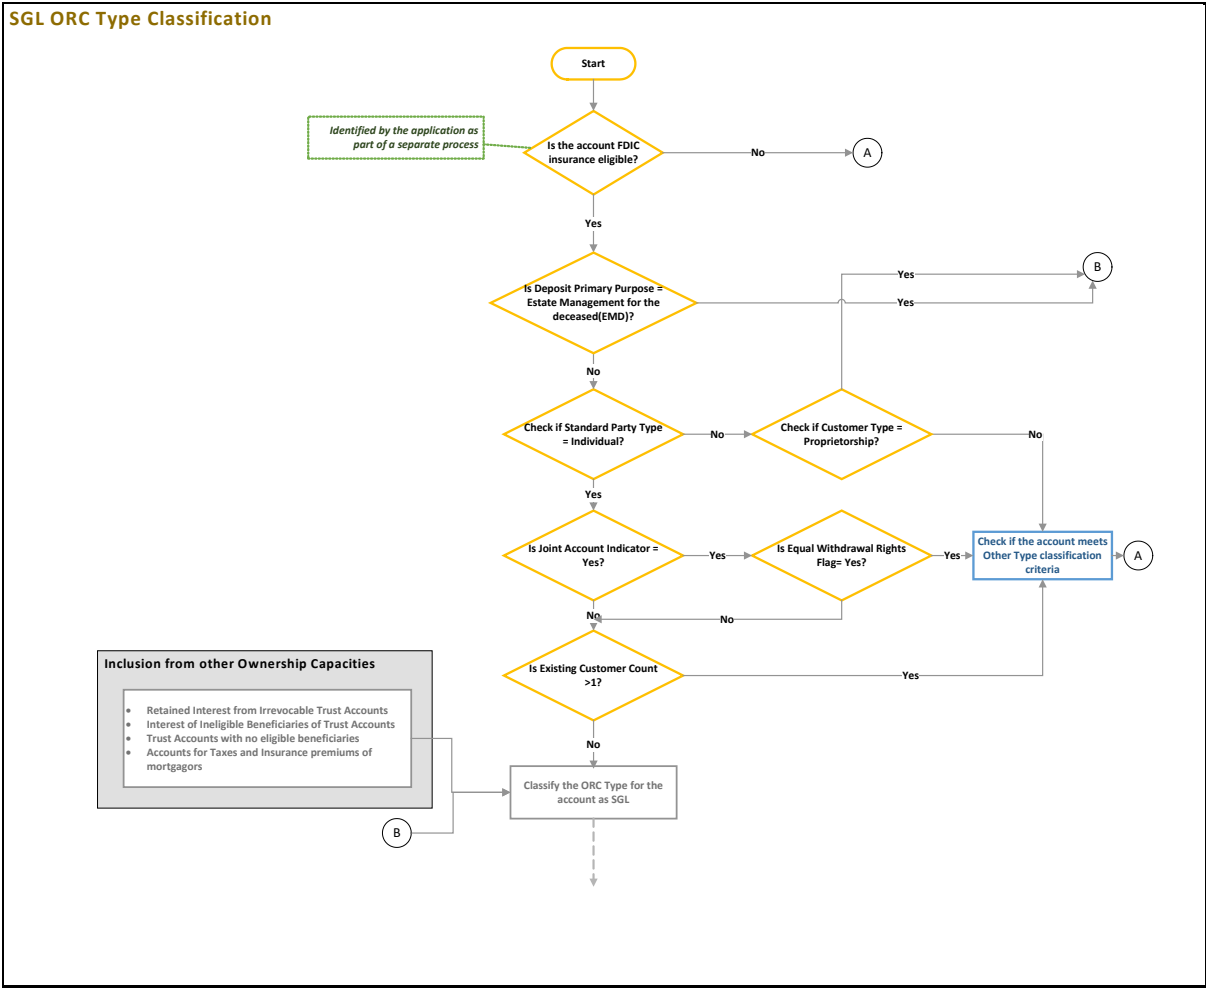 SGL ORC Type Classification
Start
Identified by the application as
part of a separate process
Is the account FDIC
insurance eligible?
No
A
Yes
Is Deposit Primary Purpose =
Estate Management for the
deceased(EMD)?
Yes
B
Yes
No
Check if Standard Party Type
= Individual?
No
Check if Customer Type =
Proprietorship?
No
Yes
Is Joint Account Indicator =
Yes?
Yes
Is Equal Withdrawal Rights
Flag= Yes?
Yes
Check if the account meets
Other Type classification
criteria
A
No
No
Is Existing Customer Count
>1?
Yes
No
Inclusion from other Ownership Capacities
• Retained Interest from Irrevocable Trust Accounts
• Interest of Ineligible Beneficiaries of Trust Accounts
• Trust Accounts with no eligible beneficiaries
• Accounts for Taxes and Insurance premiums of
mortgagors
Classify the ORC Type for the
account as SGL
B